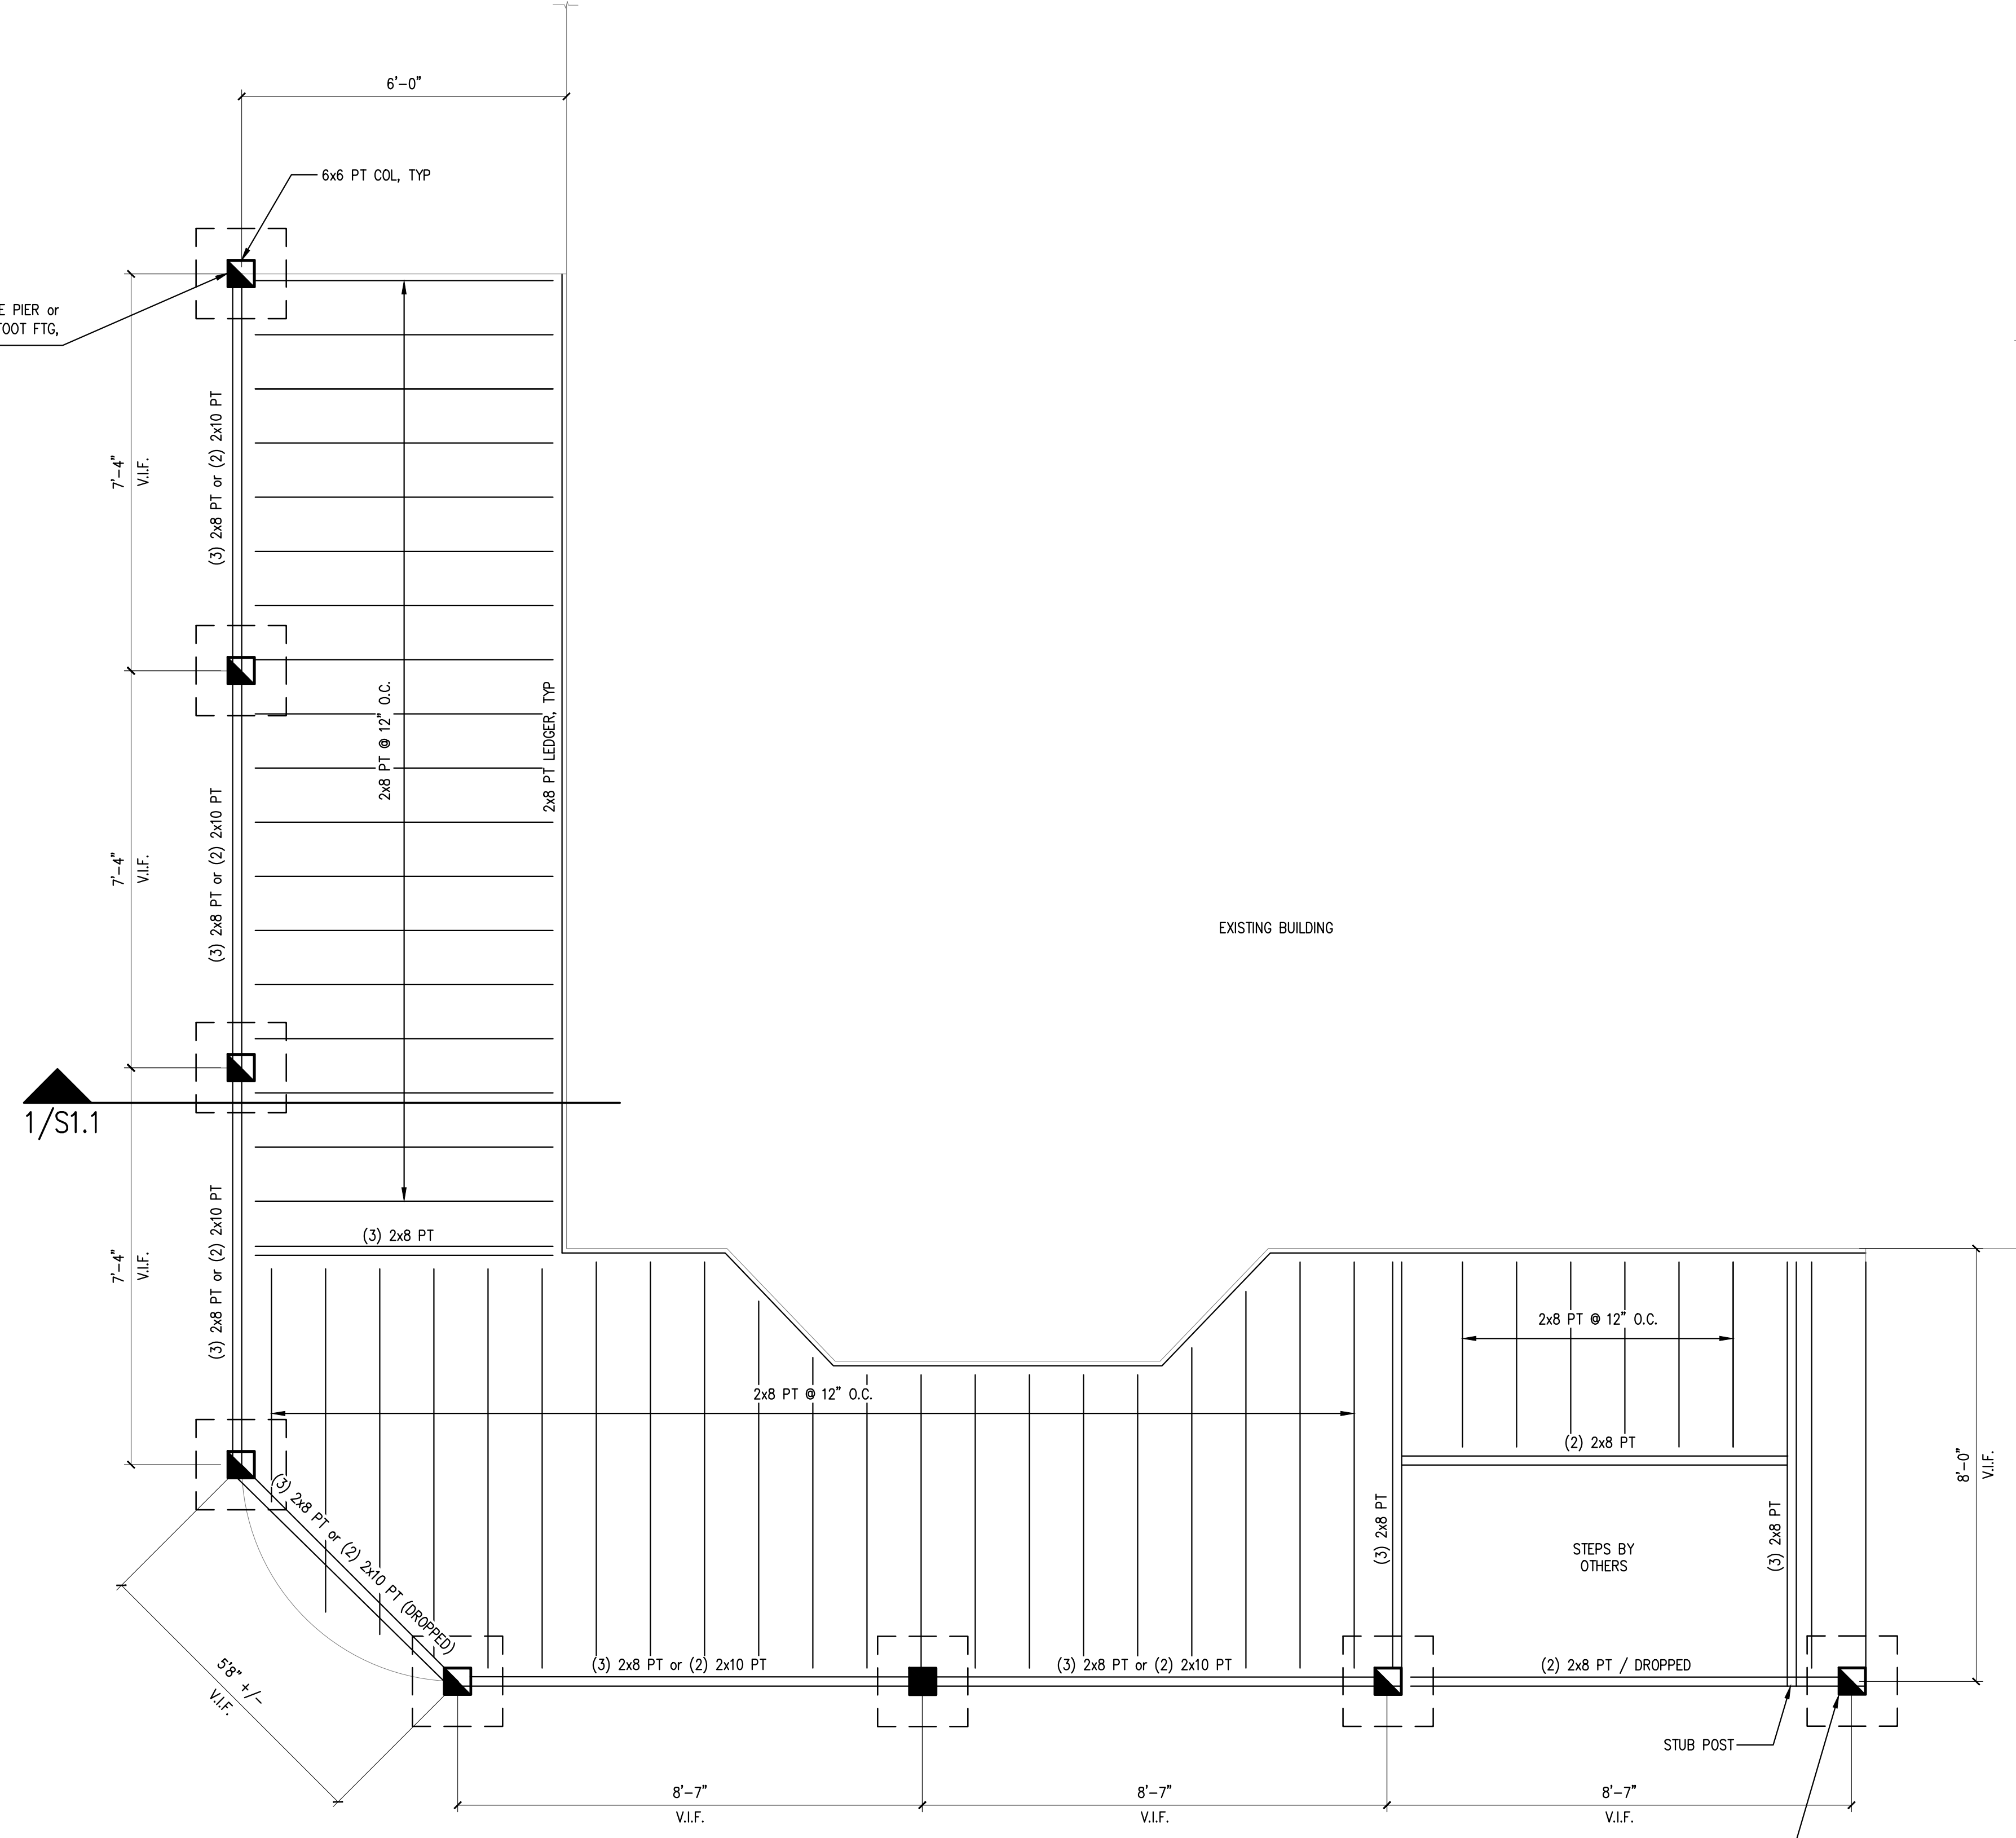 6'-0"
6x6 PT COL, TYP
E PIER or
FOOT FTG,
7'-4"
V.I.F.
(3) 2x8 PT or (2) 2x10 PT
2x8 PT @ 12" O.C.
2x8 PT LEDGER, TYP
7'-4"
V.I.F.
(3) 2x8 PT or (2) 2x10 PT
EXISTING BUILDING
1/S1.1
7'-4"
V.I.F.
(3) 2x8 PT or (2) 2x10 PT
(3) 2x8 PT
2x8 PT @ 12" O.C.
2x8 PT @ 12" O.C.
(2) 2x8 PT
(3) 2x8 PT
(3) 2x8 PT
STEPS BY
OTHERS
8'-0"
V.I.F.
(3) 2x8 PT or (2) 2x10 PT (DROPPED)
5'8" +/-
V.I.F.
(3) 2x8 PT or (2) 2x10 PT
(3) 2x8 PT or (2) 2x10 PT
(2) 2x8 PT / DROPPED
STUB POST
8'-7"
V.I.F.
8'-7"
V.I.F.
8'-7"
V.I.F.